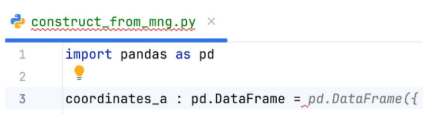 construct_from_mng.py ×
1 import pandas as pd
2
3 coordinates_a : pd.DataFrame = pd.DataFrame({